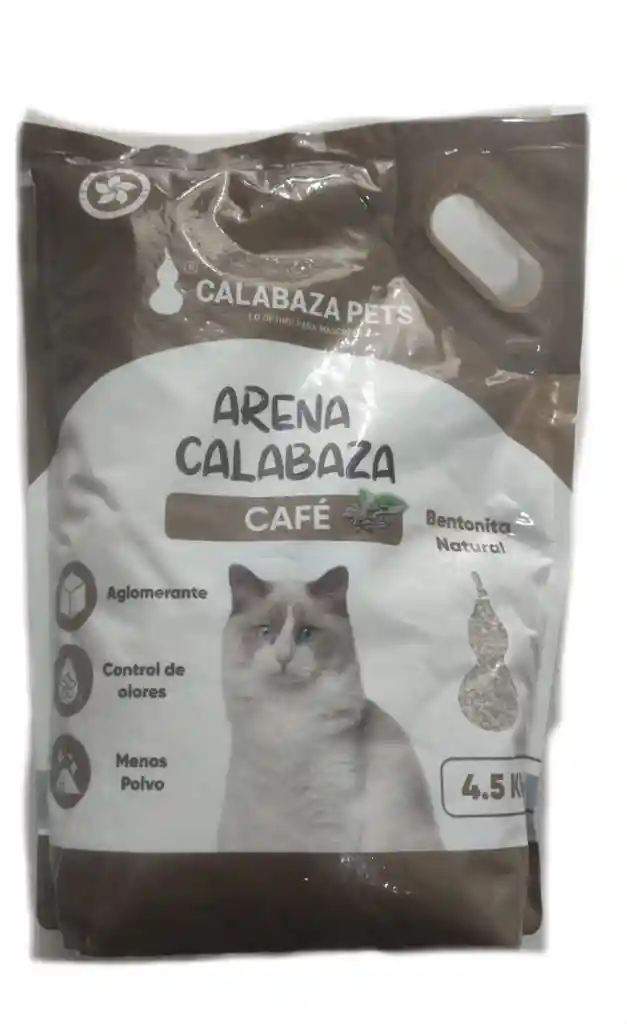 CALABAZA PETS
ARENA
CALABAZA
CAFÉ
Bentonita
Natural
Aglomerante
Control de
olores
Menos
Polvo
4.5